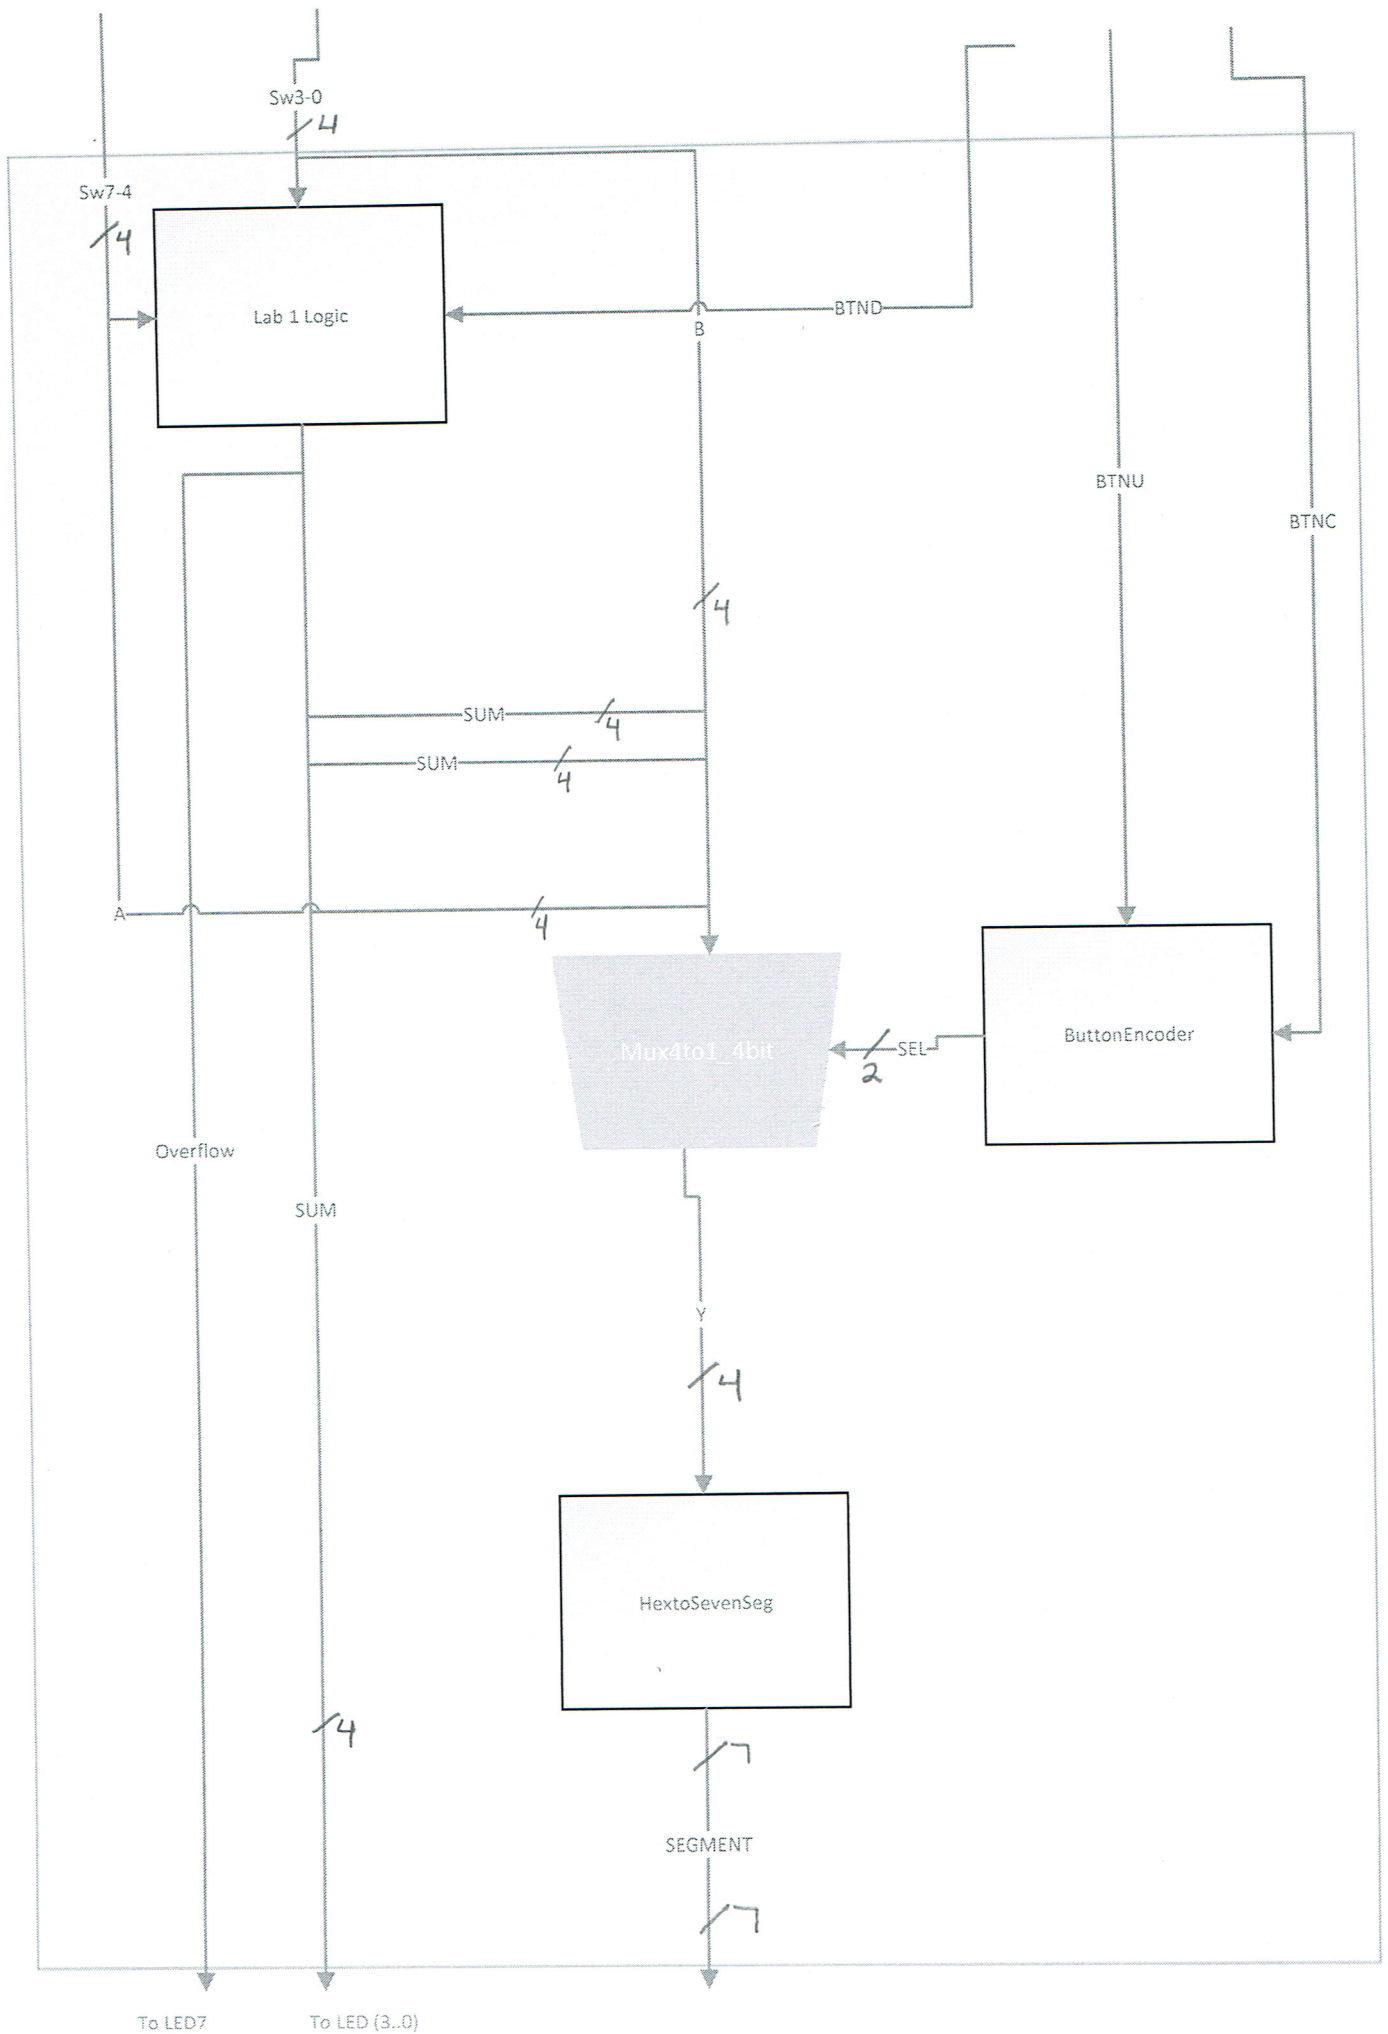 Sw3-0
4
Sw7-4
4
Lab 1 Logic
BTND
B
BTNU
BTNC
4
SUM
4
SUM
4
A
4
Mux4to1_4bit
SEL
2
ButtonEncoder
Overflow
SUM
Y
4
HextoSevenSeg
4
7
SEGMENT
7
To LED7
To LED (3..0)